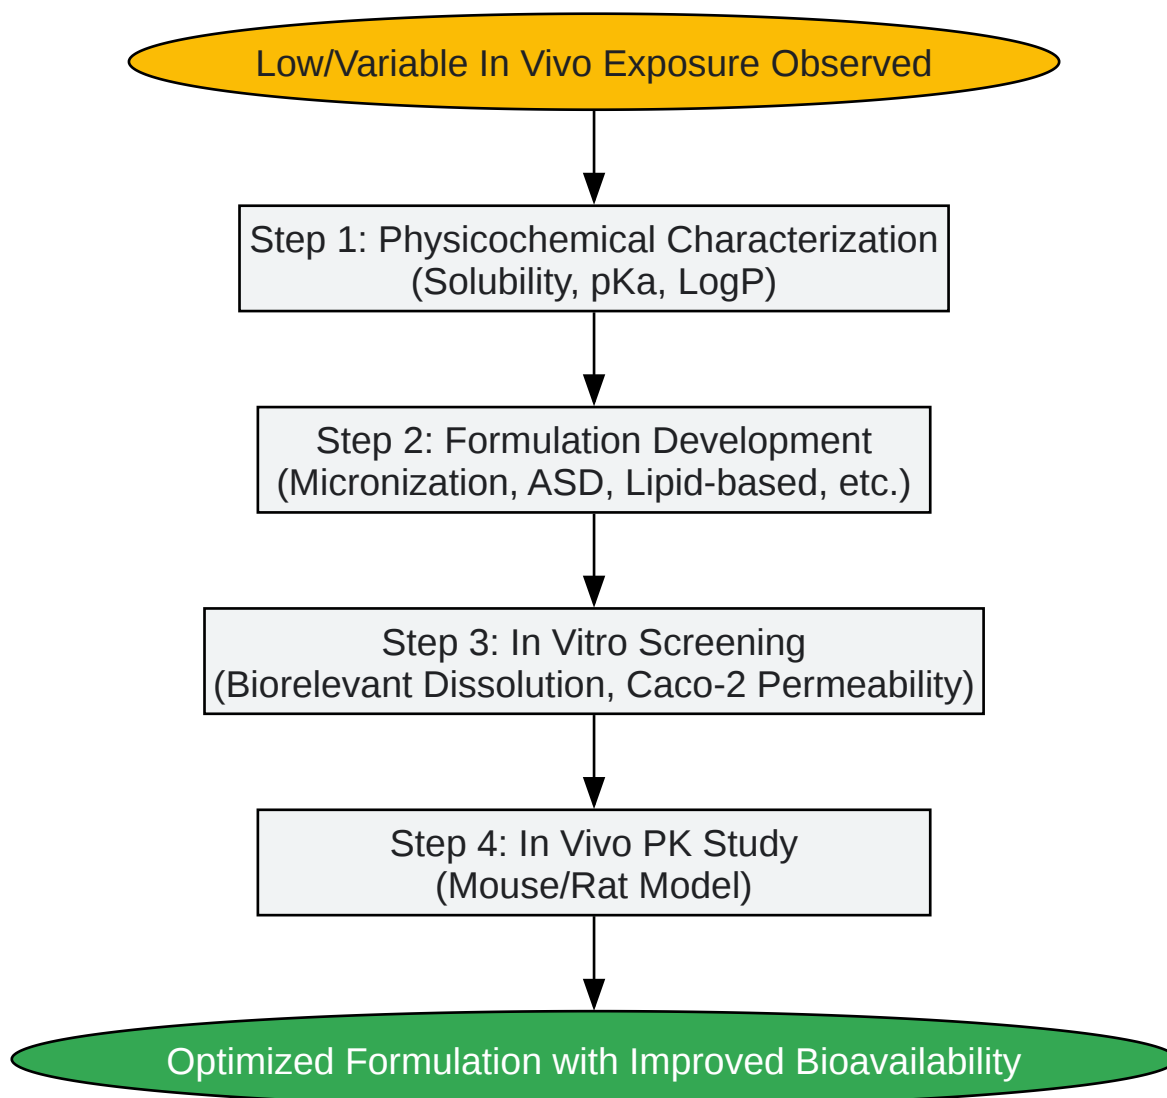 Low/Variable In Vivo Exposure Observed
Step 1: Physicochemical Characterization
(Solubility, pKa, LogP)
Step 2: Formulation Development
(Micronization, ASD, Lipid-based, etc.)
Step 3: In Vitro Screening
(Biorelevant Dissolution, Caco-2 Permeability)
Step 4: In Vivo PK Study
(Mouse/Rat Model)
Optimized Formulation with Improved Bioavailability